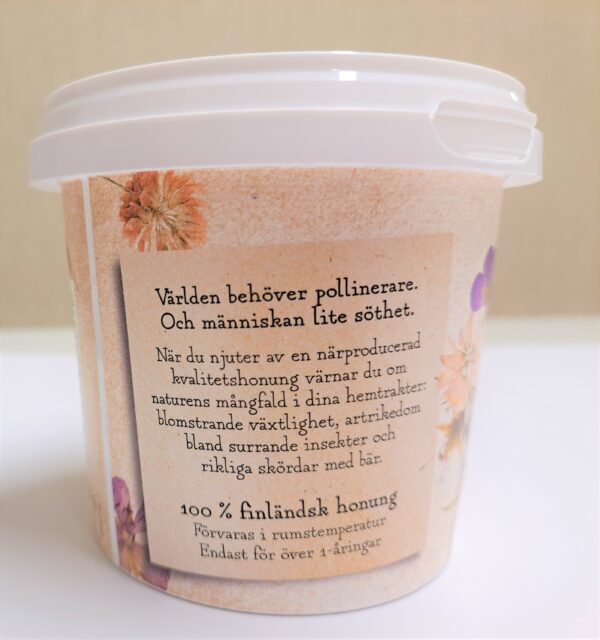 Världen behöver pollinerare.
Och människan lite söthet.
När du njuter av en närproducerad
kvalitetshonung värnar du om
naturens mångfald i dina hemtrakter:
blomstrande växtlighet, artrikedom
bland surrande insekter och
rikliga skördar med bär.
100 % finländsk honung
Förvaras i rumstemperatur
Endast för över 1-åringar